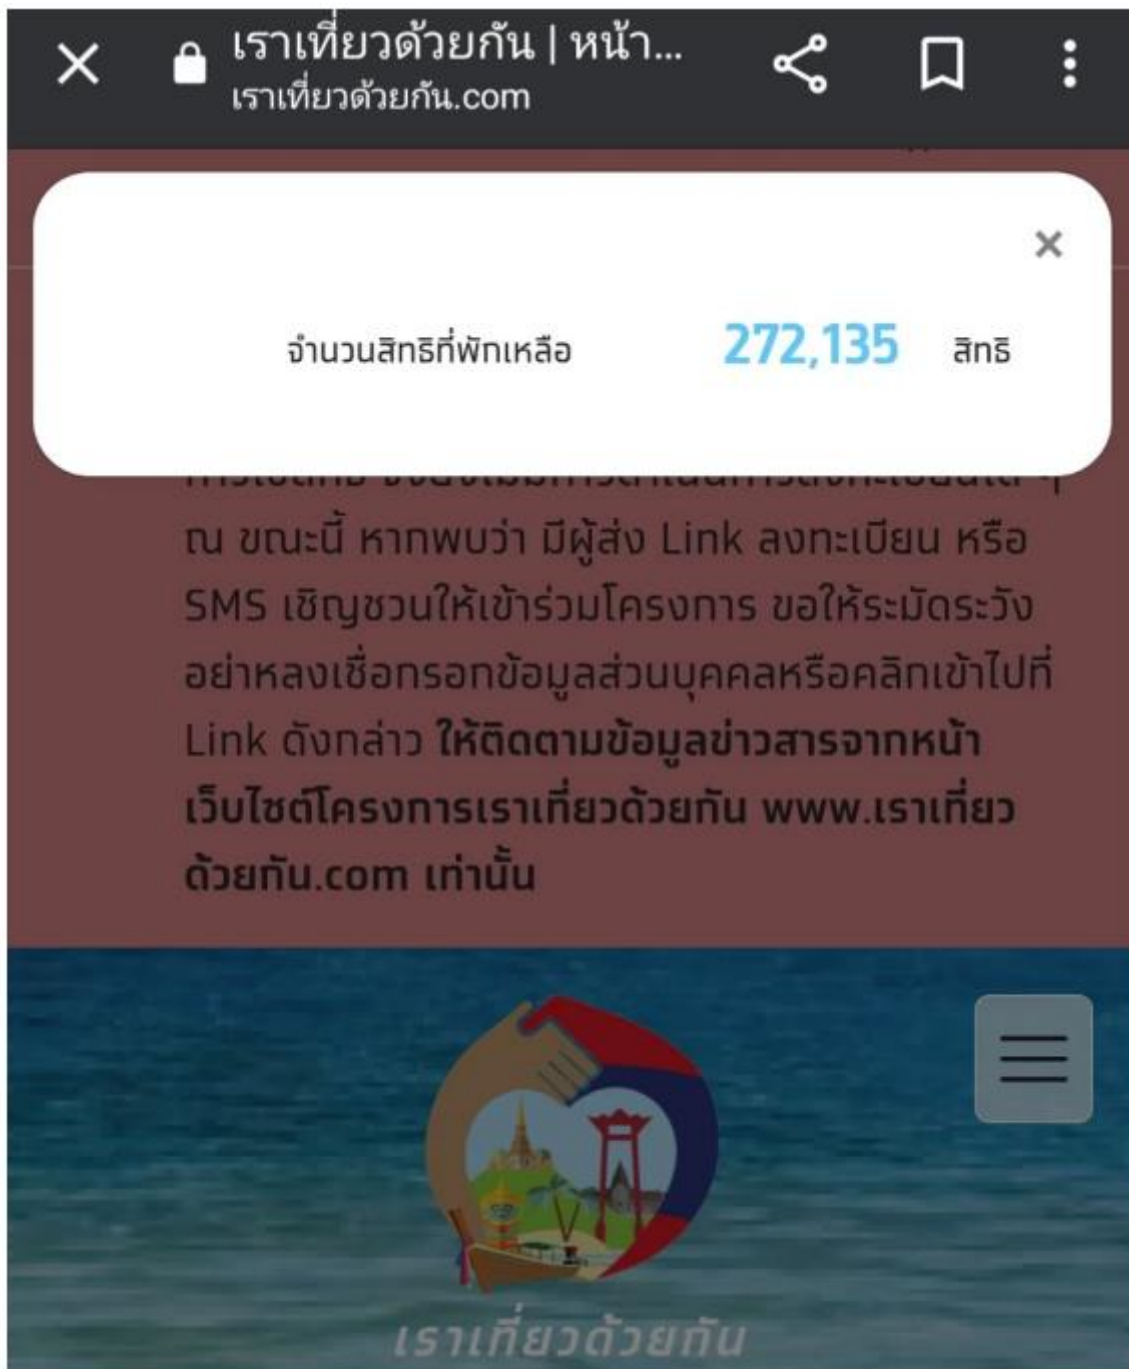 เราเที่ยวด้วยกัน | หน้า...
เราเที่ยวด้วยกัน.com
จำนวนสิทธิที่พักเหลือ 272,135 สิทธิ
ณ ขณะนี้ หากพบว่า มีผู้ส่ง Link ลงทะเบียน หรือ
SMS เชิญชวนให้เข้าร่วมโครงการ ขอให้ระมัดระวัง
อย่าหลงเชื่อกรอกข้อมูลส่วนบุคคลหรือคลิกเข้าไปที่
Link ดังกล่าว ให้ติดตามข้อมูลข่าวสารจากหน้า
เว็บไซต์โครงการเราเที่ยวด้วยกัน www.เราเที่ยว
ด้วยกัน.com เท่านั้น
เราเที่ยวด้วยกัน